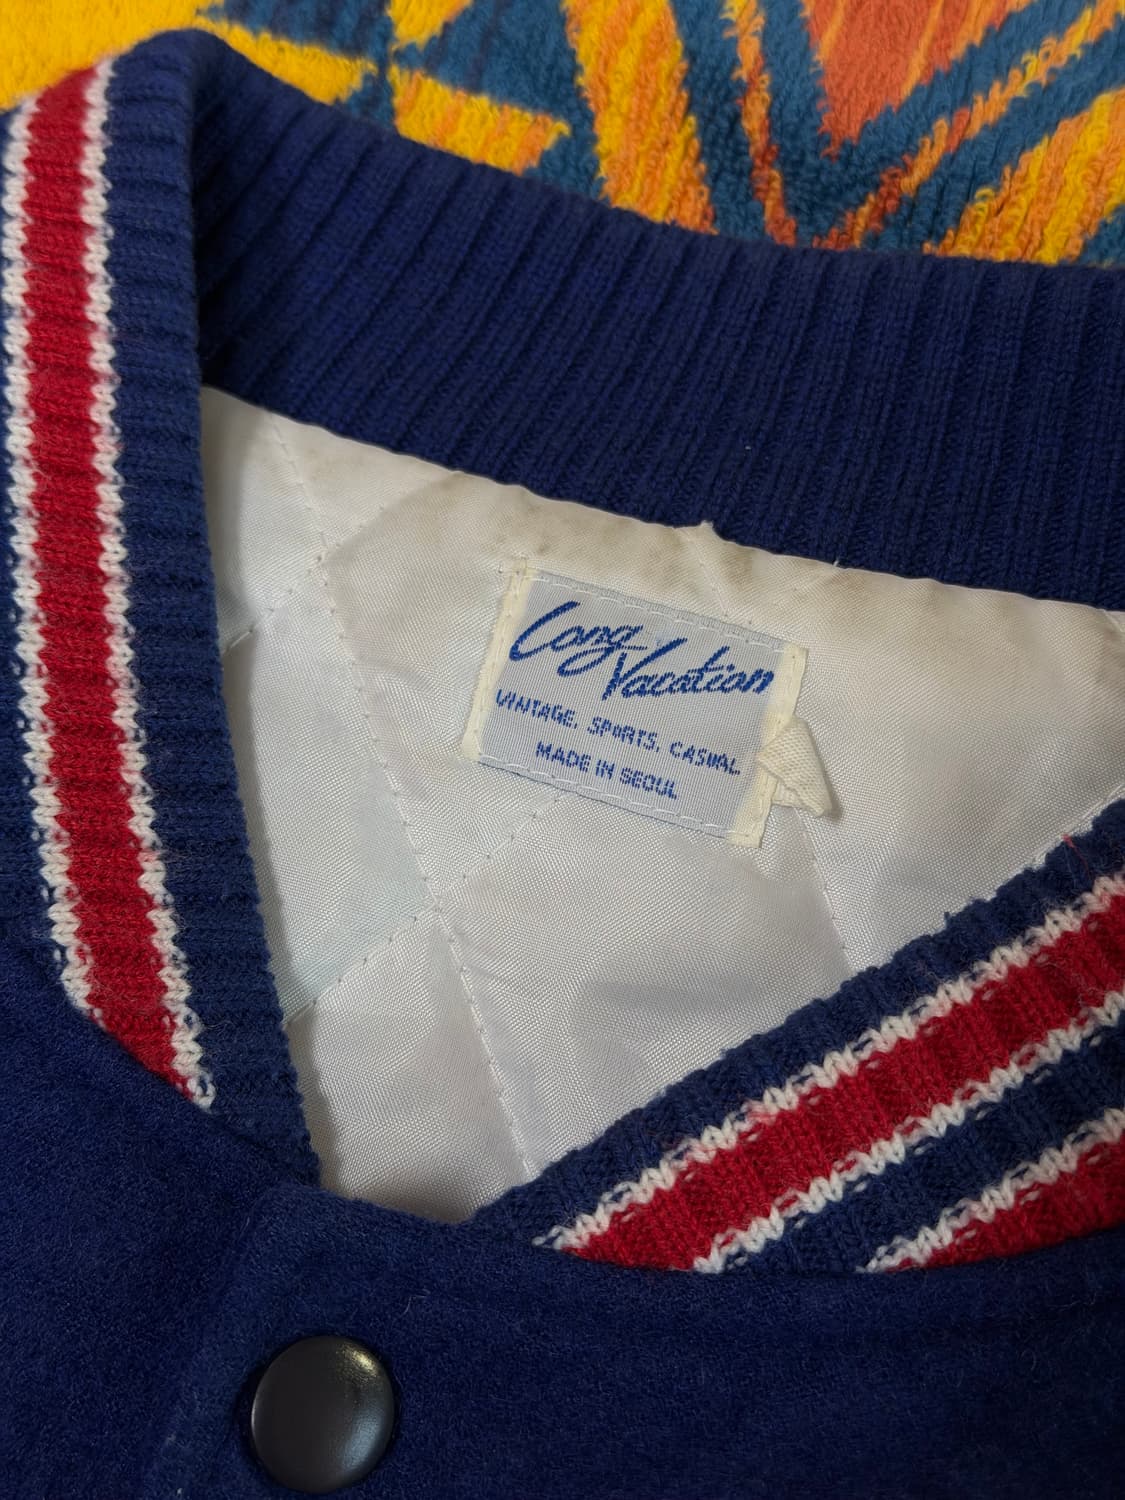 Long
Vacation
VINTAGE. SPORTS. CASUAL
MADE IN SEOUL